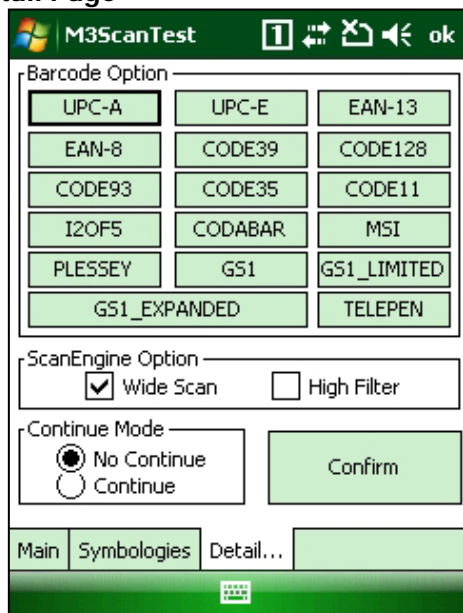 M3ScanTest 1 ok
Barcode Option
UPC-A UPC-E EAN-13
EAN-8 CODE39 CODE128
CODE93 CODE35 CODE11
I2OF5 CODABAR MSI
PLESSEY GS1 GS1_LIMITED
GS1_EXPANDED TELEPEN
ScanEngine Option
Wide Scan High Filter
Continue Mode
No Continue
Continue
Confirm
Main Symbologies Detail...